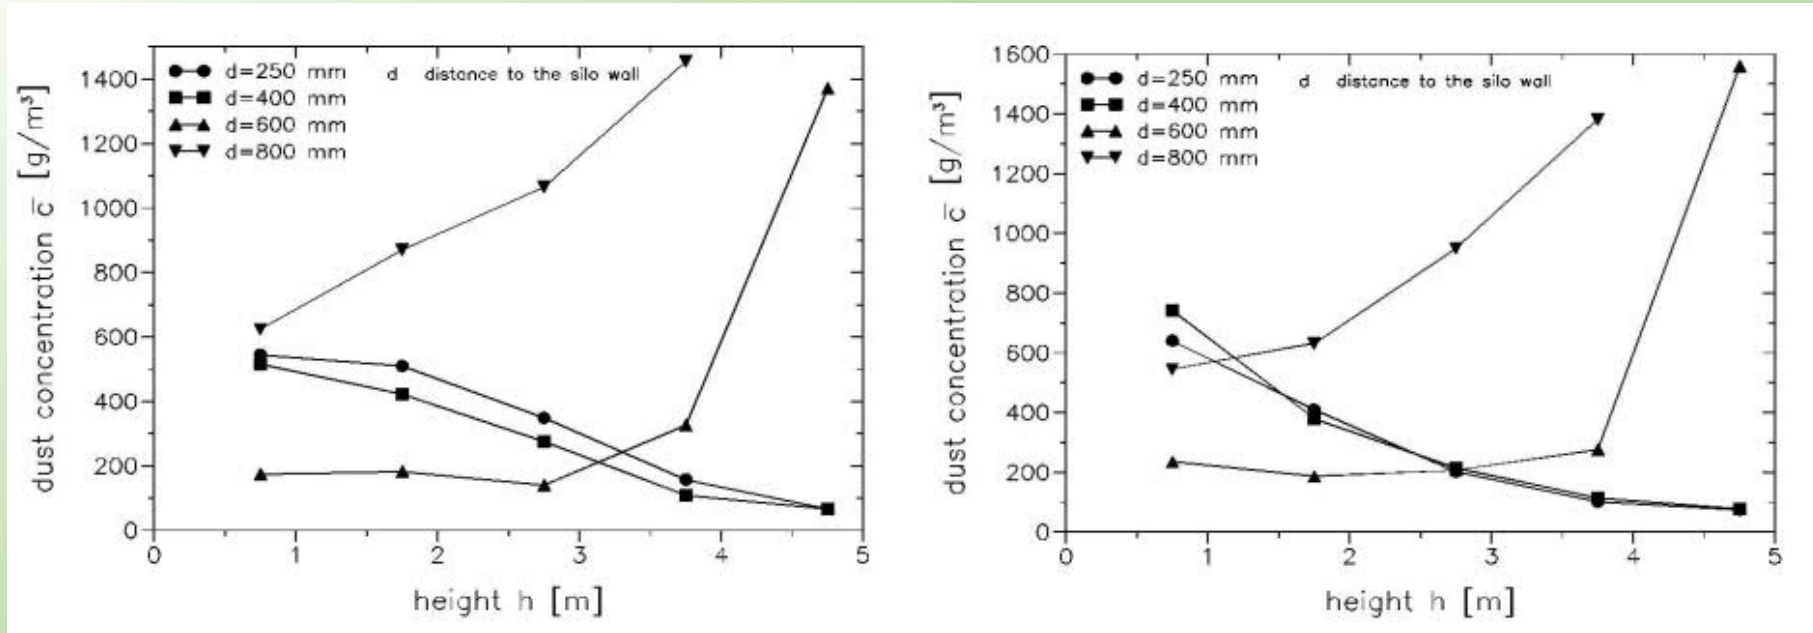 1400
1200
1000
800
600
400
200
0
0 1 2 3 4 5
dust concentration c̅ [g/m³]
height h [m]
d=250 mm
d=400 mm
d=600 mm
d=800 mm
d distance to the silo wall
1600
1400
1200
1000
800
600
400
200
0
0 1 2 3 4 5
dust concentration c̅ [g/m³]
height h [m]
d=250 mm
d=400 mm
d=600 mm
d=800 mm
d distance to the silo wall